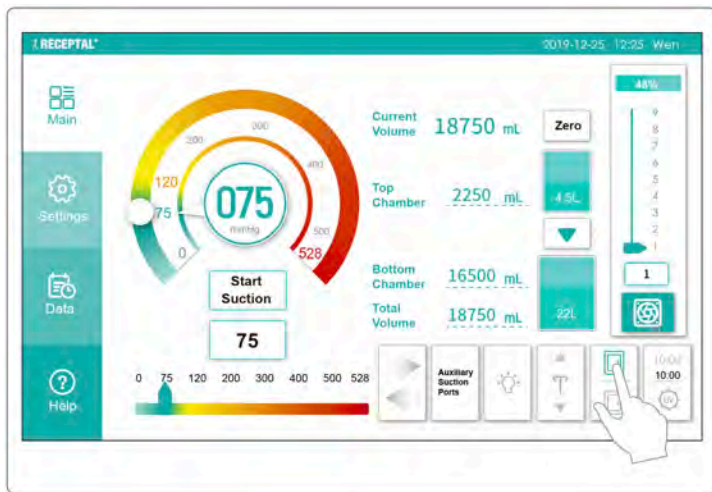 RECEPTAL
2019-12-25 12:25 Wen
Main
Settings
Data
Help
0
75
120
200
300
400
500
528
075
mmHg
Start
Suction
75
0 75 120 200 300 400 500 528
Current
Volume
18750 mL
Zero
Top
Chamber
2250 mL
4.5L
Bottom
Chamber
16500 mL
Total
Volume
18750 mL
22L
48%
9
8
7
6
5
4
3
2
1
1
Auxiliary
Suction
Ports
10:00
10:00
UV